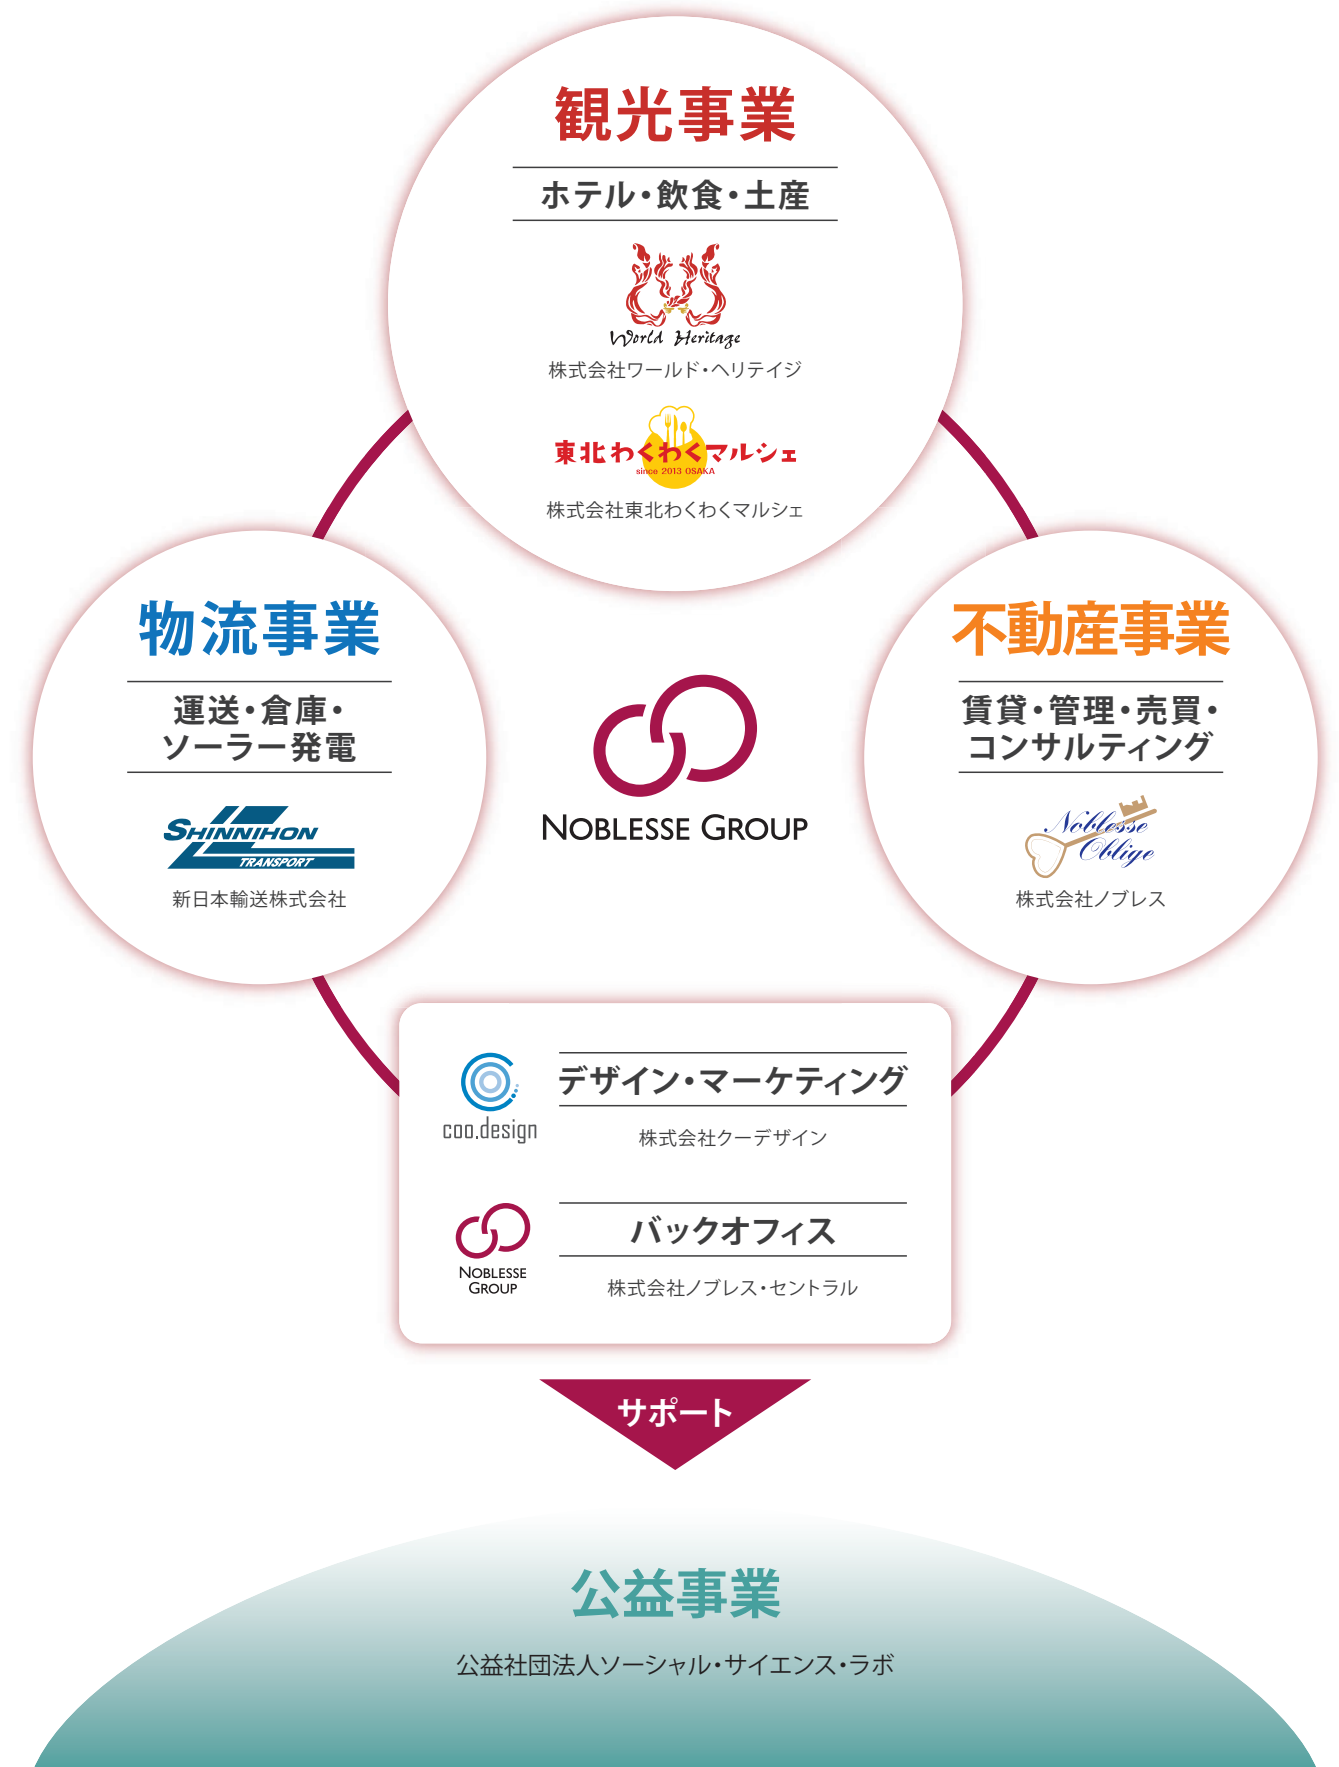 観光事業
ホテル・飲食・土産
World Heritage
株式会社ワールド・ヘリテイジ
東北わくわくマルシェ
since 2013 OSAKA
株式会社東北わくわくマルシェ
物流事業
運送・倉庫・
ソーラー発電
SHINNIHON
TRANSPORT
新日本輸送株式会社
NOBLESSE GROUP
不動産事業
賃貸・管理・売買・
コンサルティング
Noblesse
Oblige
株式会社ノブレス
coo.design
デザイン・マーケティング
株式会社クーデザイン
NOBLESSE
GROUP
バックオフィス
株式会社ノブレス・セントラル
サポート
公益事業
公益社団法人ソーシャル・サイエンス・ラボ